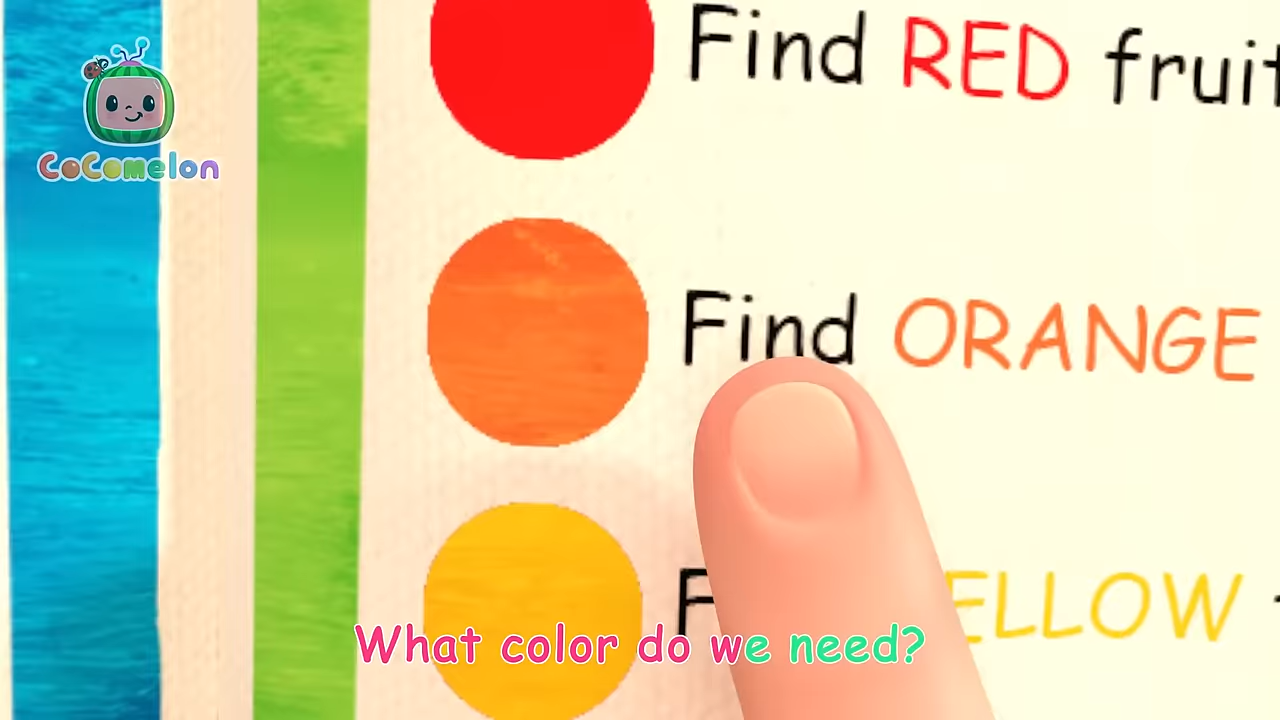 CoComelon
Find RED fruit
Find ORANGE
ELLOW
What color do we need?